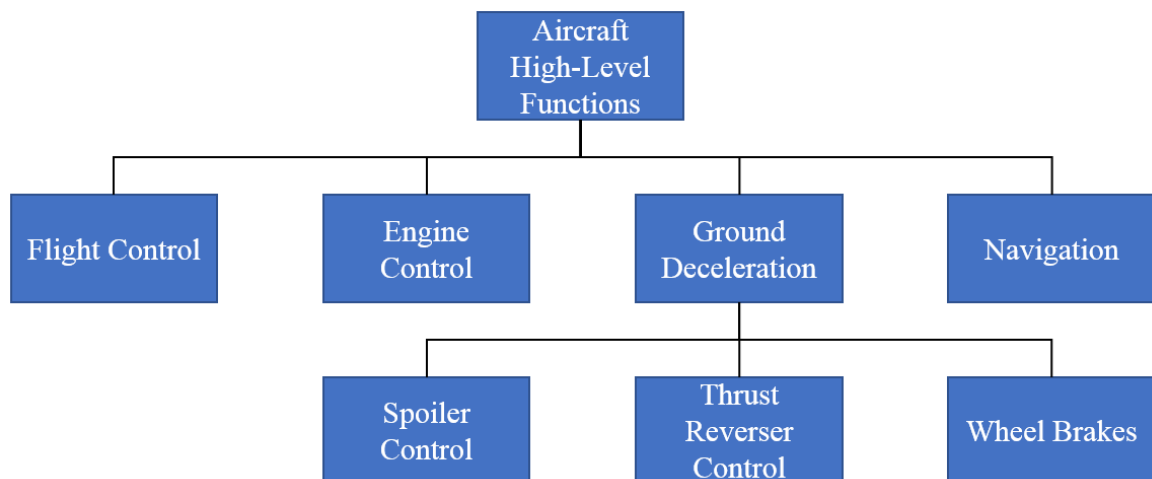 Aircraft
High-Level
Functions
Flight Control
Engine
Control
Ground
Deceleration
Navigation
Spoiler
Control
Thrust
Reverser
Control
Wheel Brakes